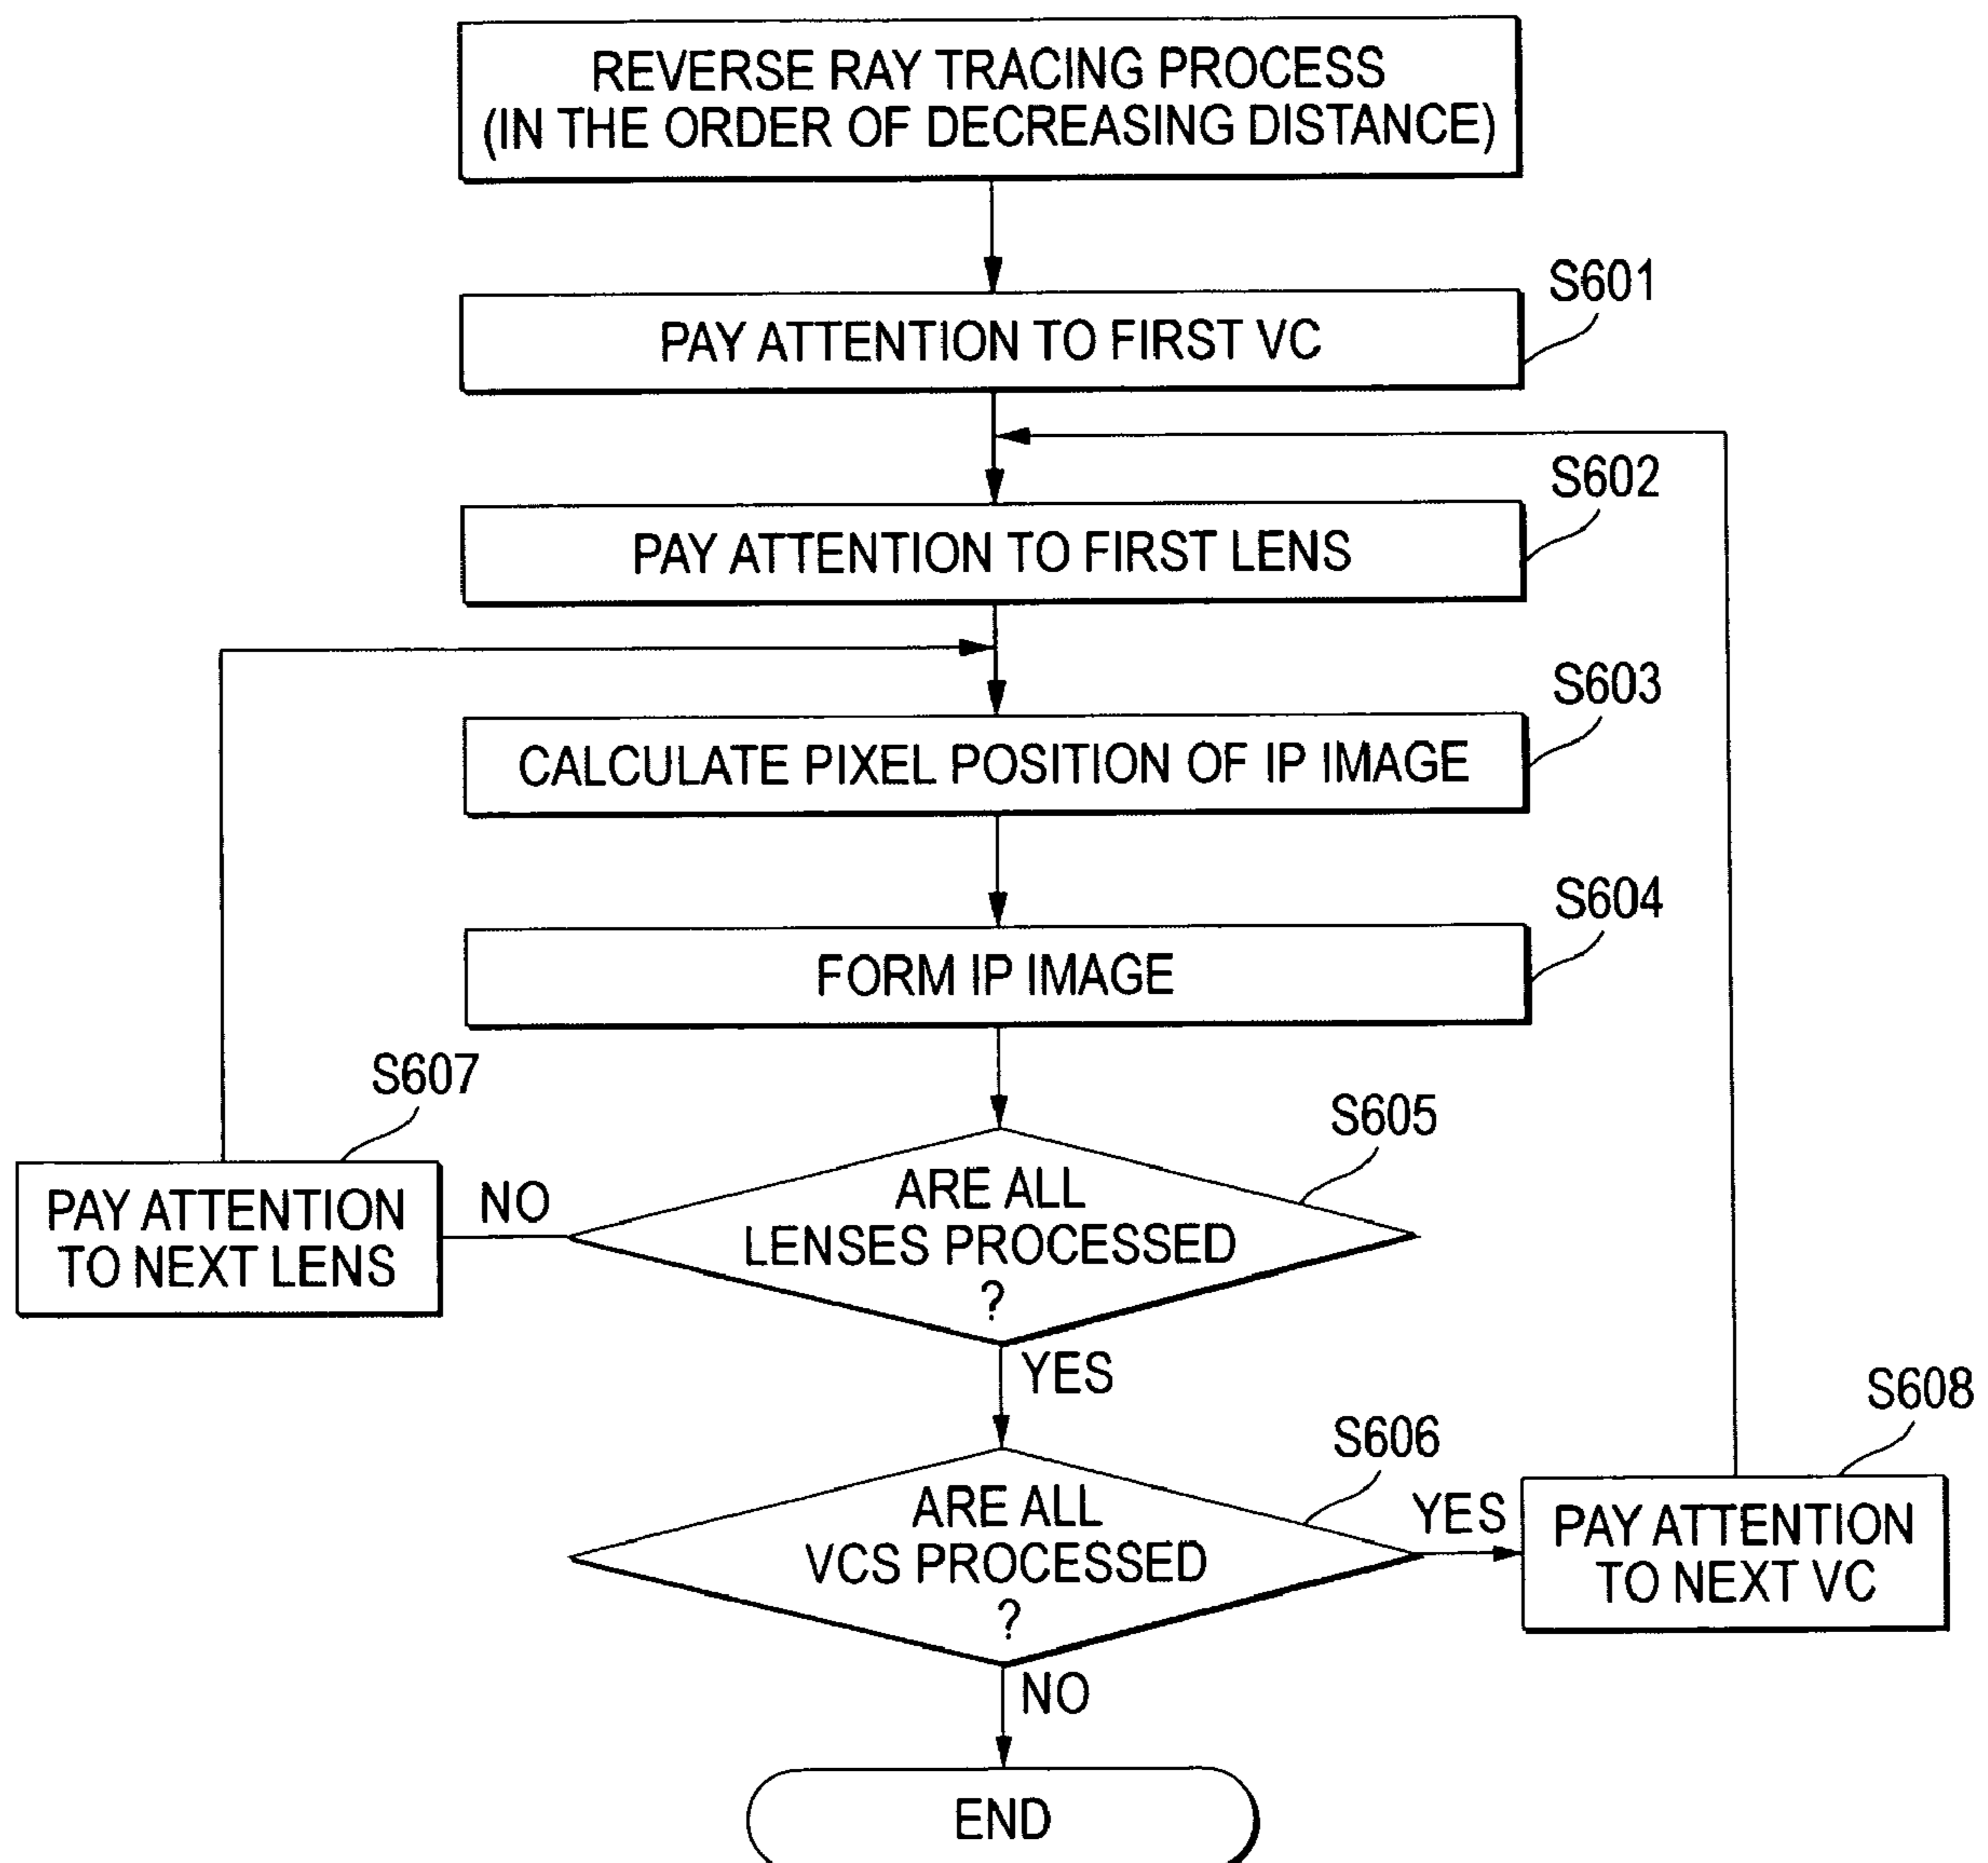 REVERSE RAY TRACING PROCESS
(IN THE ORDER OF DECREASING DISTANCE)
S601
PAY ATTENTION TO FIRST VC
S602
PAY ATTENTION TO FIRST LENS
S603
CALCULATE PIXEL POSITION OF IP IMAGE
S604
FORM IP IMAGE
S607
PAY ATTENTION
TO NEXT LENS
NO
S605
ARE ALL
LENSES PROCESSED
?
YES
S606
ARE ALL
VCS PROCESSED
?
YES
S608
PAY ATTENTION
TO NEXT VC
NO
END